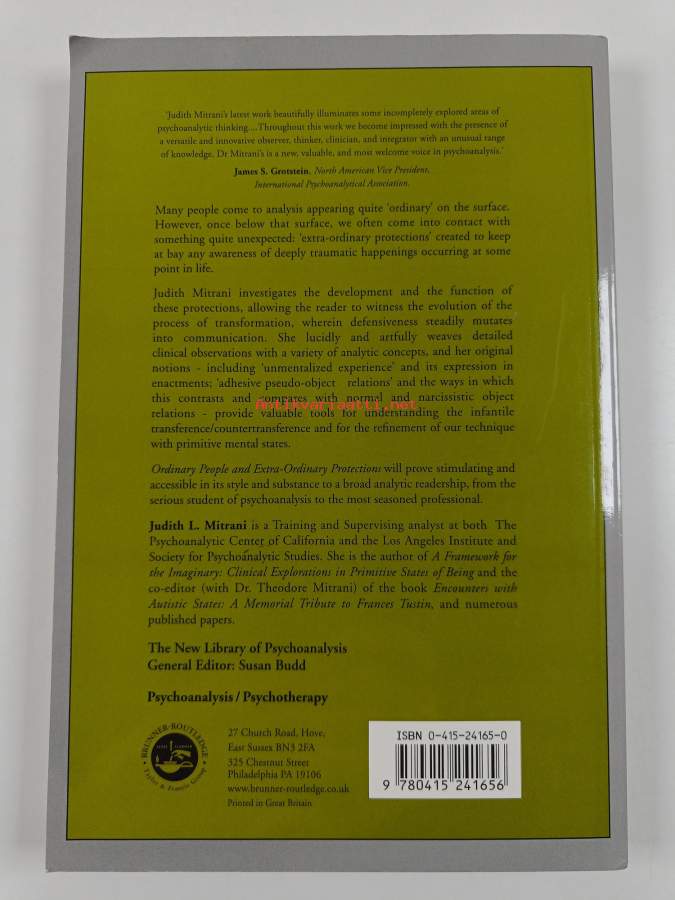 'Judith Mitrani's latest work beautifully illuminates some incompletely explored areas of
psychoanalytic thinking....Throughout this work we become impressed with the presence of
a versatile and innovative observer, thinker, clinician, and integrator with an unusual range
of knowledge. Dr Mitrani's is a new, valuable, and most welcome voice in psychoanalysis.'
James S. Grotstein, North American Vice President,
International Psychoanalytical Association.
Many people come to analysis appearing quite 'ordinary' on the surface.
However, once below that surface, we often come into contact with
something quite unexpected: 'extra-ordinary protections' created to keep
at bay any awareness of deeply traumatic happenings occurring at some
point in life.
Judith Mitrani investigates the development and the function of
these protections, allowing the reader to witness the evolution of the
process of transformation, wherein defensiveness steadily mutates
into communication. She lucidly and artfully weaves detailed
clinical observations with a variety of analytic concepts, and her original
notions - including 'unmentalized experience' and its expression in
enactments; 'adhesive pseudo-object relations' and the ways in which
this contrasts and compares with normal and narcissistic object
antikvariaatti.net
relations - provide valuable tools for understanding the infantile
transference/countertransference and for the refinement of our technique
with primitive mental states.
Ordinary People and Extra-Ordinary Protections will prove stimulating and
accessible in its style and substance to a broad analytic readership, from the
serious student of psychoanalysis to the most seasoned professional.
Judith L. Mitrani is a Training and Supervising analyst at both The
Psychoanalytic Center of California and the Los Angeles Institute and
Society for Psychoanalytic Studies. She is the author of A Framework for
the Imaginary: Clinical Explorations in Primitive States of Being and the
co-editor (with Dr. Theodore Mitrani) of the book Encounters with
Autistic States: A Memorial Tribute to Frances Tustin, and numerous
published papers.
The New Library of Psychoanalysis
General Editor: Susan Budd
Psychoanalysis / Psychotherapy
BRUNNER-ROUTLEDGE
Taylor & Francis Group
27 Church Road, Hove,
East Sussex BN3 2FA
325 Chestnut Street
Philadelphia PA 19106
www.brunner-routledge.co.uk
Printed in Great Britain
ISBN 0-415-24165-0
9 780415 241656